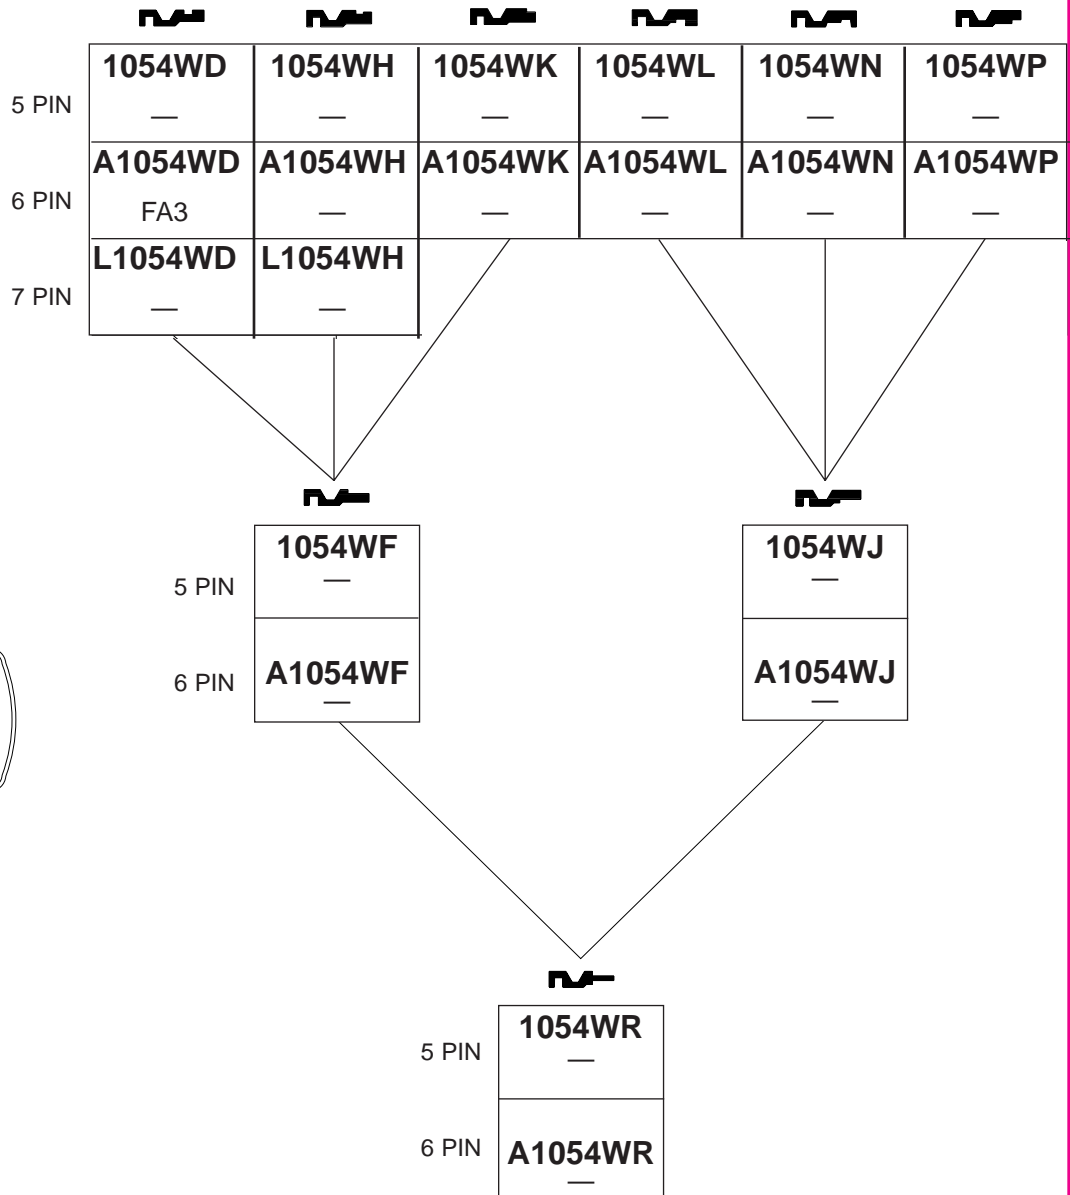 1054WD 1054WH 1054WK 1054WL 1054WN 1054WP
5 PIN — — — — — —
A1054WD A1054WH A1054WK A1054WL A1054WN A1054WP
6 PIN FA3 — — — — —
L1054WD L1054WH
7 PIN — —
1054WF 1054WJ
5 PIN — —
6 PIN A1054WF A1054WJ
— —
1054WR
5 PIN —
6 PIN A1054WR
—